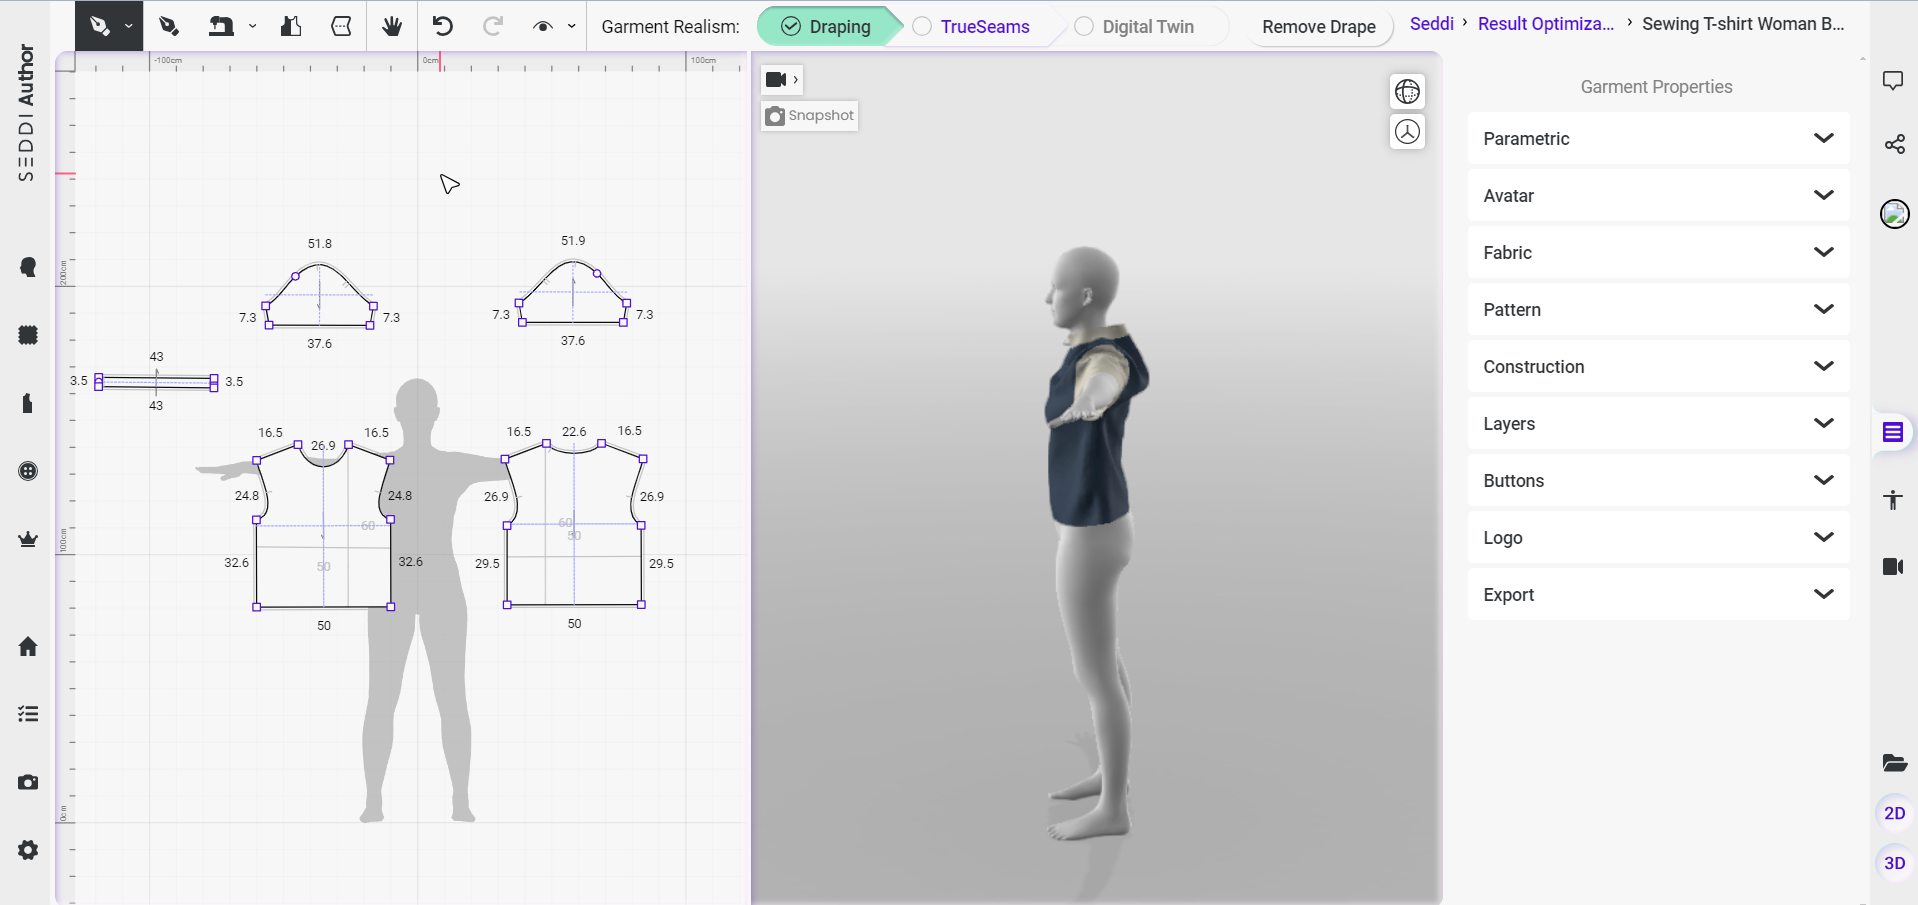 SEDDI Author
Garment Realism:
Draping
TrueSeams
Digital Twin
Remove Drape
Seddi › Result Optimiza... › Sewing T-shirt Woman B...
-100cm
0cm
100cm
200cm
100cm
0cm
51.8
7.3
7.3
37.6
51.9
7.3
7.3
37.6
43
3.5
3.5
43
16.5
26.9
16.5
24.8
24.8
60
32.6
32.6
50
50
16.5
22.6
16.5
26.9
26.9
60
50
29.5
29.5
50
Snapshot
Garment Properties
Parametric
Avatar
Fabric
Pattern
Construction
Layers
Buttons
Logo
Export
2D
3D